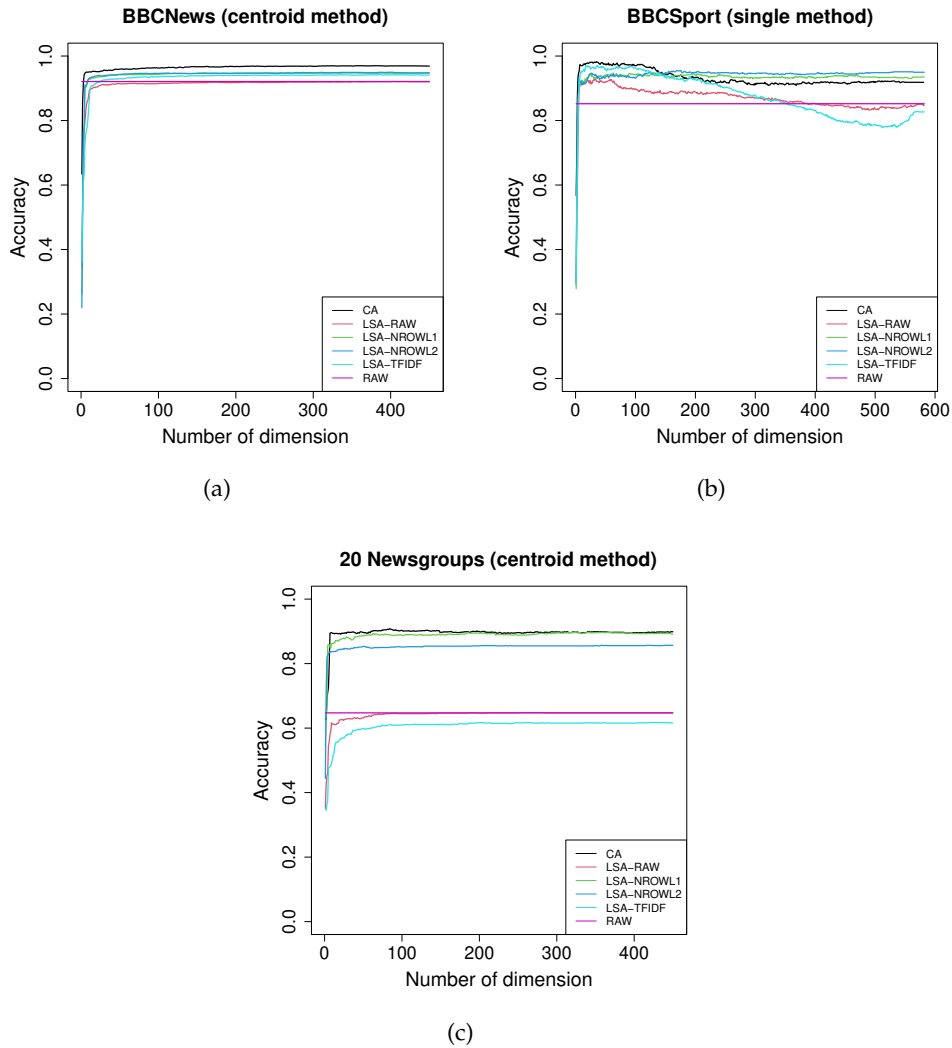 BBCNews (centroid method)
Accuracy
0.0 0.2 0.4 0.6 0.8 1.0
CA
LSA−RAW
LSA−NROWL1
LSA−NROWL2
LSA−TFIDF
RAW
0 100 200 300 400
Number of dimension
(a)
BBCSport (single method)
Accuracy
0.0 0.2 0.4 0.6 0.8 1.0
CA
LSA−RAW
LSA−NROWL1
LSA−NROWL2
LSA−TFIDF
RAW
0 100 200 300 400 500 600
Number of dimension
(b)
20 Newsgroups (centroid method)
Accuracy
0.0 0.2 0.4 0.6 0.8 1.0
CA
LSA−RAW
LSA−NROWL1
LSA−NROWL2
LSA−TFIDF
RAW
0 100 200 300 400
Number of dimension
(c)